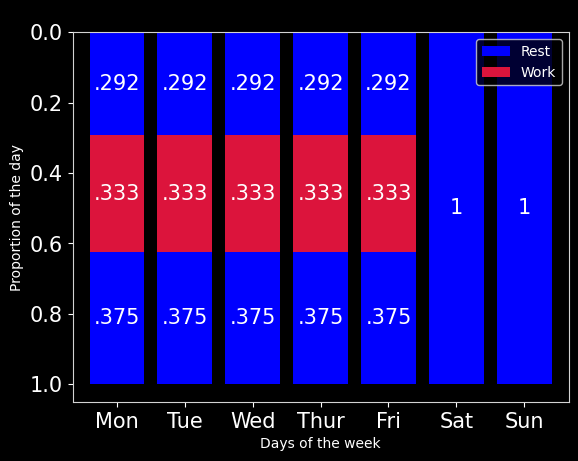 0.0
0.2
0.4
0.6
0.8
1.0
Proportion of the day
.292 .292 .292 .292 .292
.333 .333 .333 .333 .333
1 1
.375 .375 .375 .375 .375
Rest
Work
Mon Tue Wed Thur Fri Sat Sun
Days of the week